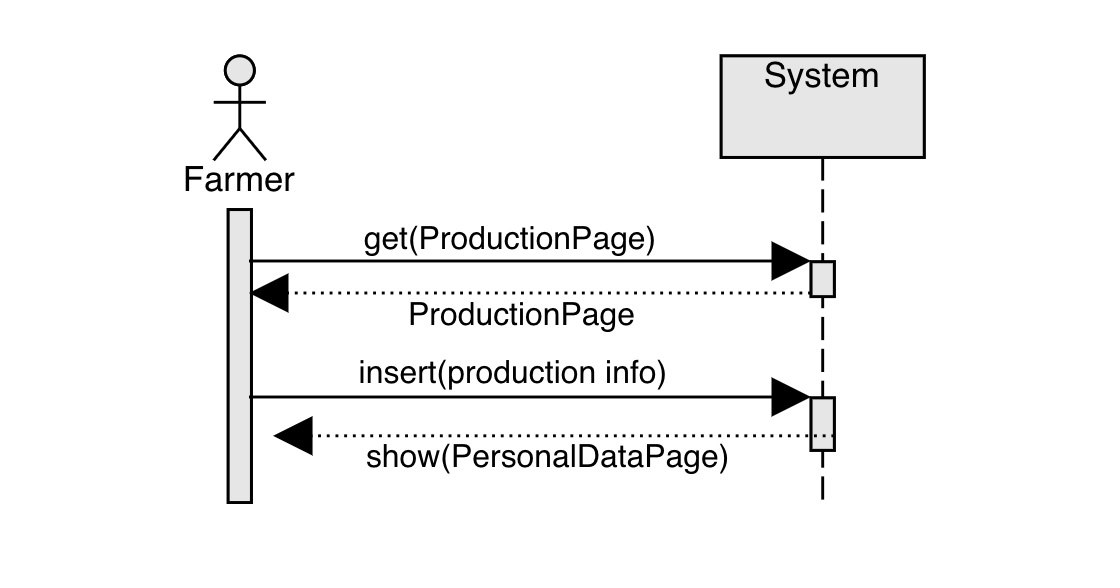 System
Farmer
get(ProductionPage)
ProductionPage
insert(production info)
show(PersonalDataPage)